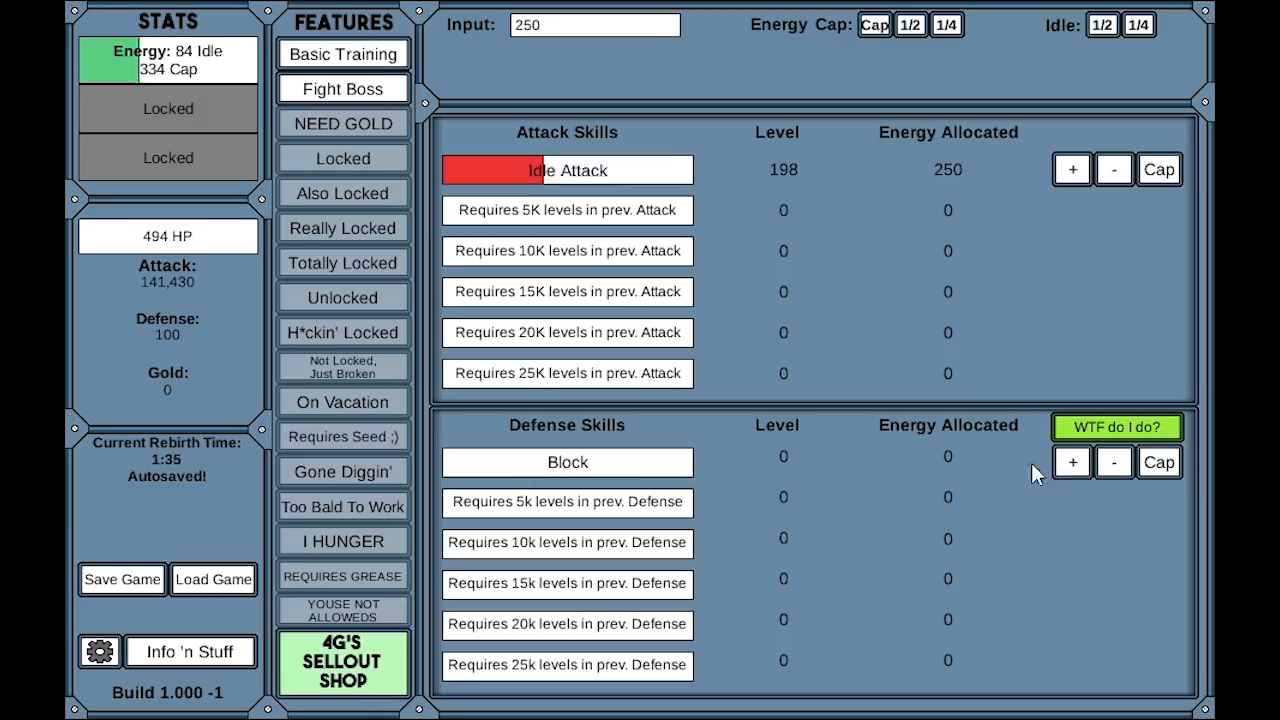 STATS
Energy: 84 Idle
334 Cap
Locked
Locked
494 HP
Attack:
141,430
Defense:
100
Gold:
0
Current Rebirth Time:
1:35
Autosaved!
Save Game Load Game
Info 'n Stuff
Build 1.000 -1
FEATURES
Basic Training
Fight Boss
NEED GOLD
Locked
Also Locked
Really Locked
Totally Locked
Unlocked
H*ckin' Locked
Not Locked,
Just Broken
On Vacation
Requires Seed ;)
Gone Diggin'
Too Bald To Work
I HUNGER
REQUIRES GREASE
YOUSE NOT
ALLOWEDS
4G'S
SELLOUT
SHOP
Input: 250 Energy Cap: Cap 1/2 1/4 Idle: 1/2 1/4
Attack Skills Level Energy Allocated
Idle Attack 198 250 + - Cap
Requires 5K levels in prev. Attack 0 0
Requires 10K levels in prev. Attack 0 0
Requires 15K levels in prev. Attack 0 0
Requires 20K levels in prev. Attack 0 0
Requires 25K levels in prev. Attack 0 0
Defense Skills Level Energy Allocated WTF do I do?
Block 0 0 + - Cap
Requires 5k levels in prev. Defense 0 0
Requires 10k levels in prev. Defense 0 0
Requires 15k levels in prev. Defense 0 0
Requires 20k levels in prev. Defense 0 0
Requires 25k levels in prev. Defense 0 0